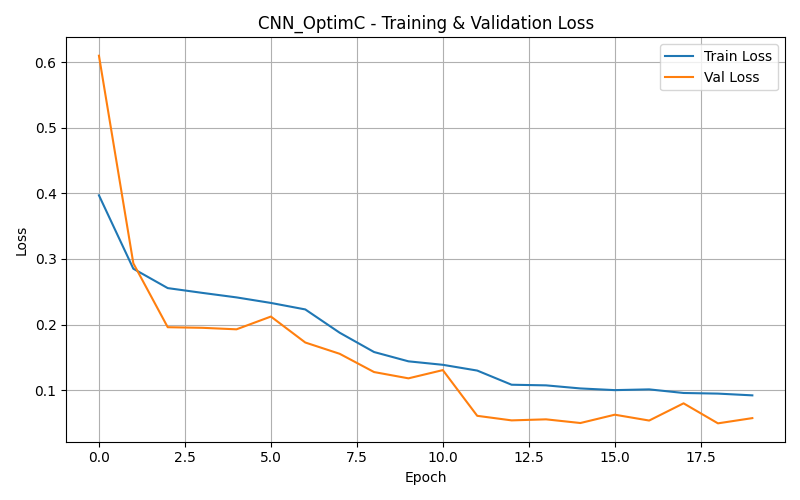 CNN_OptimC - Training & Validation Loss
Train Loss
Val Loss
Loss
0.6
0.5
0.4
0.3
0.2
0.1
0.0 2.5 5.0 7.5 10.0 12.5 15.0 17.5
Epoch